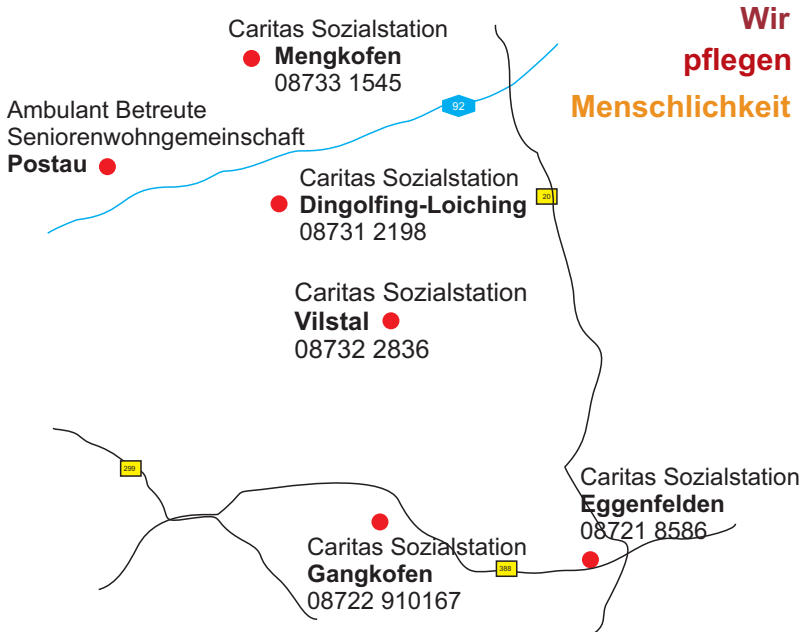 Wir
pflegen
Menschlichkeit
Caritas Sozialstation
Mengkofen
08733 1545
92
Ambulant Betreute
Seniorenwohngemeinschaft
Postau
Caritas Sozialstation
Dingolfing-Loiching
08731 2198
20
Caritas Sozialstation
Vilstal
08732 2836
299
Caritas Sozialstation
Eggenfelden
08721 8586
Caritas Sozialstation
Gangkofen
08722 910167
388